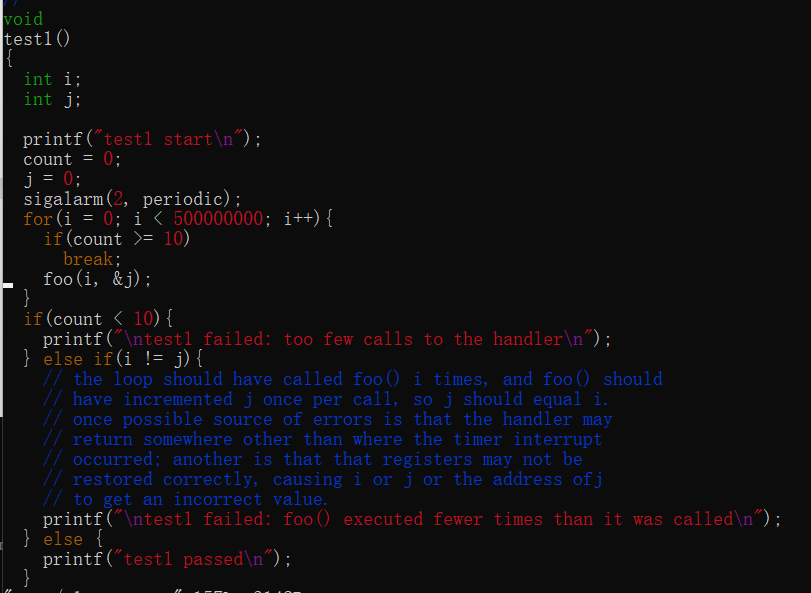 //
void
test1()
{
  int i;
  int j;

  printf("test1 start\n");
  count = 0;
  j = 0;
  sigalarm(2, periodic);
  for(i = 0; i < 500000000; i++){
    if(count >= 10)
      break;
    foo(i, &j);
  }
  if(count < 10){
    printf("\ntest1 failed: too few calls to the handler\n");
  } else if(i != j){
    // the loop should have called foo() i times, and foo() should
    // have incremented j once per call, so j should equal i.
    // once possible source of errors is that the handler may
    // return somewhere other than where the timer interrupt
    // occurred; another is that that registers may not be
    // restored correctly, causing i or j or the address ofj
    // to get an incorrect value.
    printf("\ntest1 failed: foo() executed fewer times than it was called\n");
  } else {
    printf("test1 passed\n");
  }